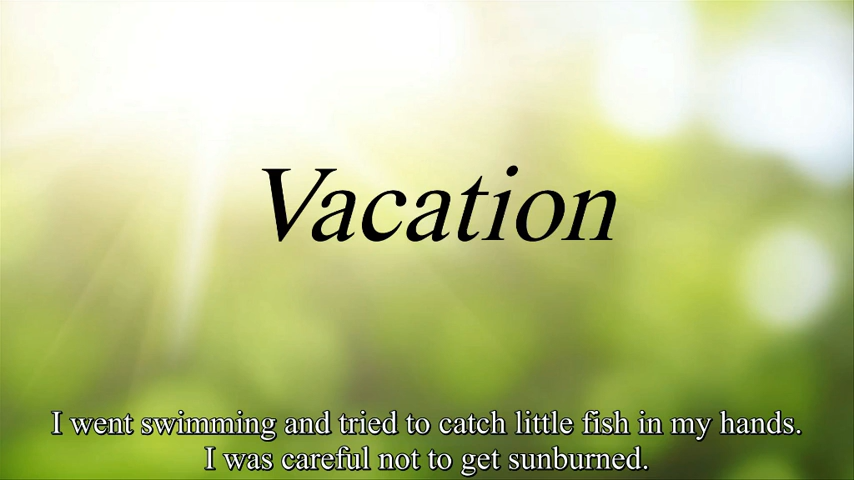 Vacation
I went swimming and tried to catch little fish in my hands.
I was careful not to get sunburned.